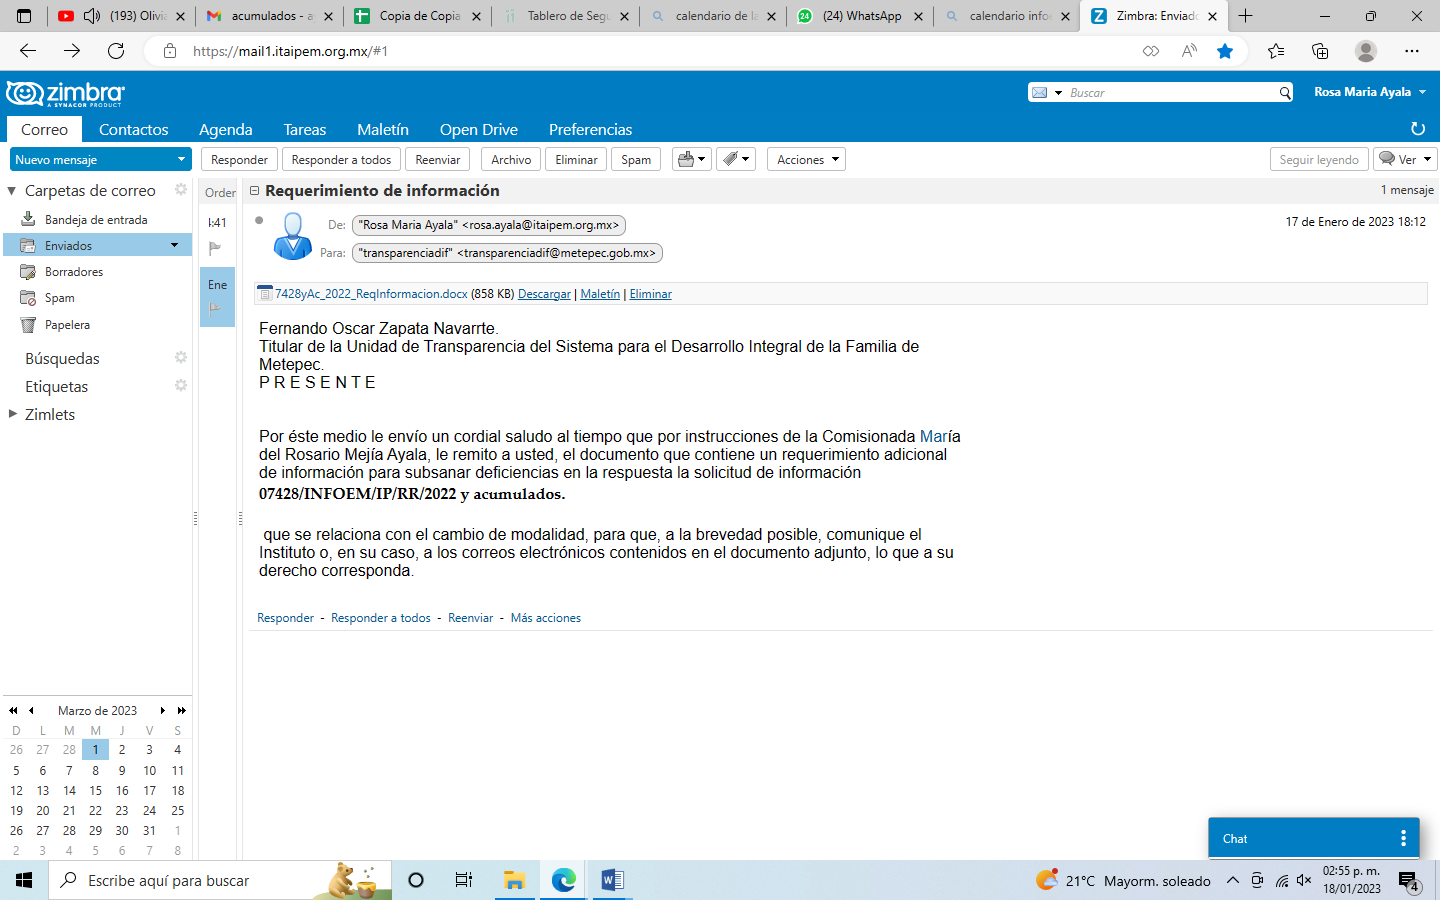 (193) Olivia
acumulados - a
Copia de Copia
Tablero de Segu
calendario de la
(24) WhatsApp
calendario info
Zimbra: Enviado
https://mail1.itaipem.org.mx/#1
zimbra
A SYNACOR PRODUCT
Buscar
Rosa Maria Ayala
Correo
Contactos
Agenda
Tareas
Maletín
Open Drive
Preferencias
Nuevo mensaje
Responder
Responder a todos
Reenviar
Archivo
Eliminar
Spam
Acciones
Seguir leyendo
Ver
Carpetas de correo
Bandeja de entrada
Enviados
Borradores
Spam
Papelera
Búsquedas
Etiquetas
Zimlets
Order
:41
Ene
Requerimiento de información
1 mensaje
De: "Rosa Maria Ayala" <rosa.ayala@itaipem.org.mx>
17 de Enero de 2023 18:12
Para: "transparenciadif" <transparenciadif@metepec.gob.mx>
7428yAc_2022_ReqInformacion.docx (858 KB) Descargar | Maletín | Eliminar
Fernando Oscar Zapata Navarrte.
Titular de la Unidad de Transparencia del Sistema para el Desarrollo Integral de la Familia de
Metepec.
P R E S E N T E
Por éste medio le envío un cordial saludo al tiempo que por instrucciones de la Comisionada María
del Rosario Mejía Ayala, le remito a usted, el documento que contiene un requerimiento adicional
de información para subsanar deficiencias en la respuesta la solicitud de información
07428/INFOEM/IP/RR/2022 y acumulados.
que se relaciona con el cambio de modalidad, para que, a la brevedad posible, comunique el
Instituto o, en su caso, a los correos electrónicos contenidos en el documento adjunto, lo que a su
derecho corresponda.
Responder - Responder a todos - Reenviar - Más acciones
Marzo de 2023
D L M M J V S
26 27 28 1 2 3 4
5 6 7 8 9 10 11
12 13 14 15 16 17 18
19 20 21 22 23 24 25
26 27 28 29 30 31 1
2 3 4 5 6 7 8
Chat
Escribe aquí para buscar
21°C Mayorm. soleado
02:55 p. m.
18/01/2023
4